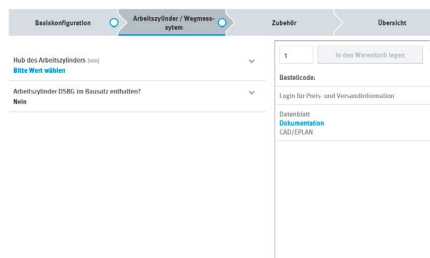 Basiskonfiguration
Arbeitszylinder / Wegmess-
sytem
Zubehör
Übersicht
Hub des Arbeitszylinders [mm]
Bitte Wert wählen
Arbeitszylinder DSBG im Bausatz enthalten?
Nein
1
In den Warenkorb legen
Bestellcode:
Login für Preis- und Versandinformation
Datenblatt
Dokumentation
CAD/EPLAN